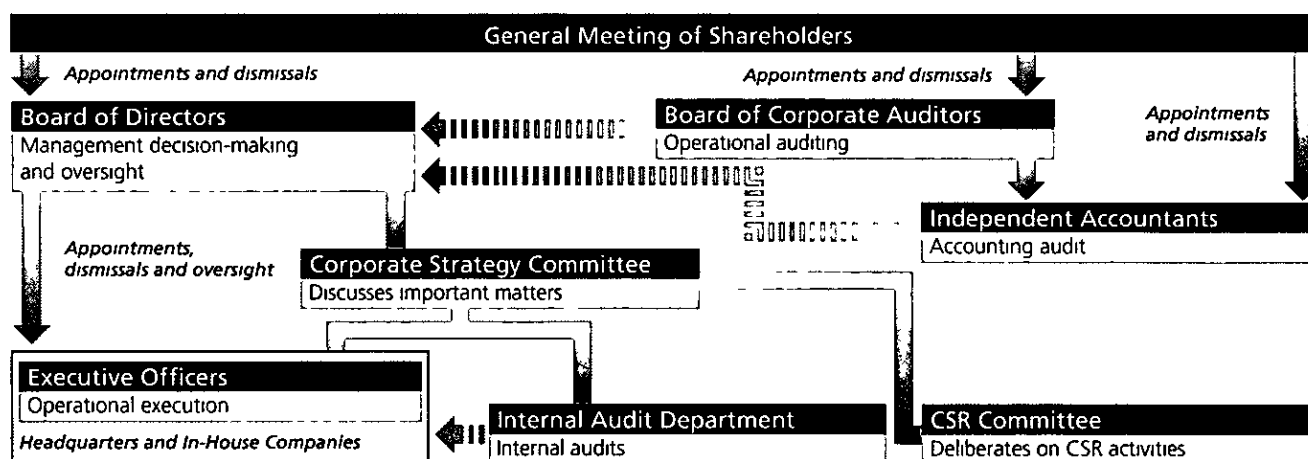 General Meeting of Shareholders
Appointments and dismissals
Appointments and dismissals
Board of Directors
Management decision-making
and oversight
Board of Corporate Auditors
Operational auditing
Appointments
and dismissals
Independent Accountants
Accounting audit
Appointments,
dismissals and oversight
Corporate Strategy Committee
Discusses important matters
Executive Officers
Operational execution
Headquarters and In-House Companies
Internal Audit Department
Internal audits
CSR Committee
Deliberates on CSR activities